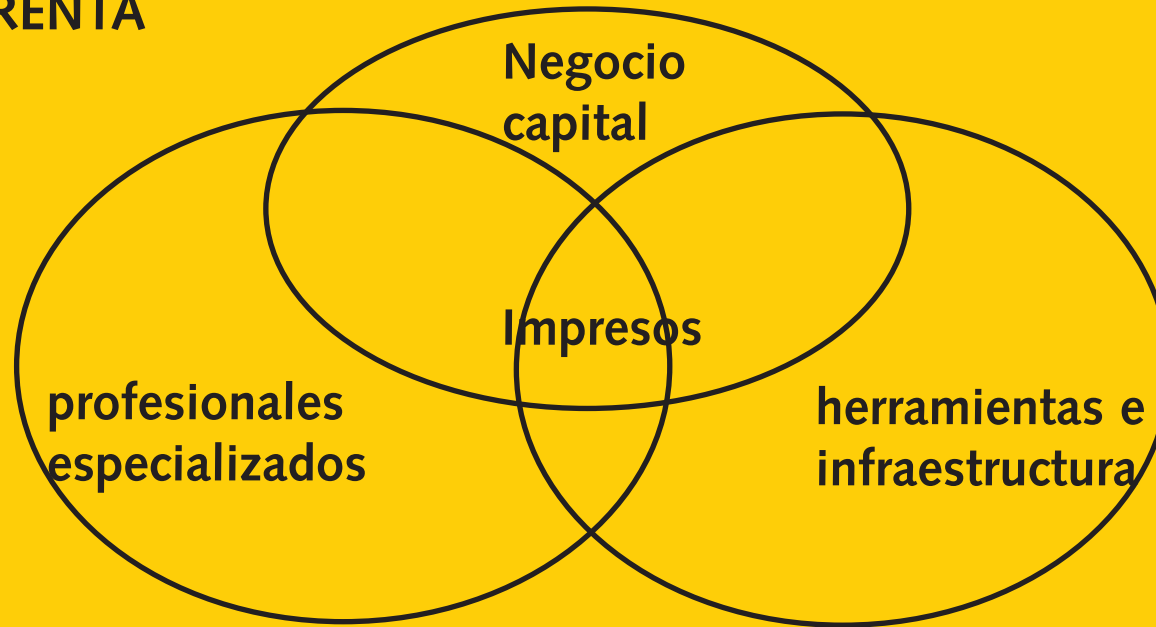 RENTA
Negocio
capital
Impresos
profesionales
especializados
herramientas e
infraestructura